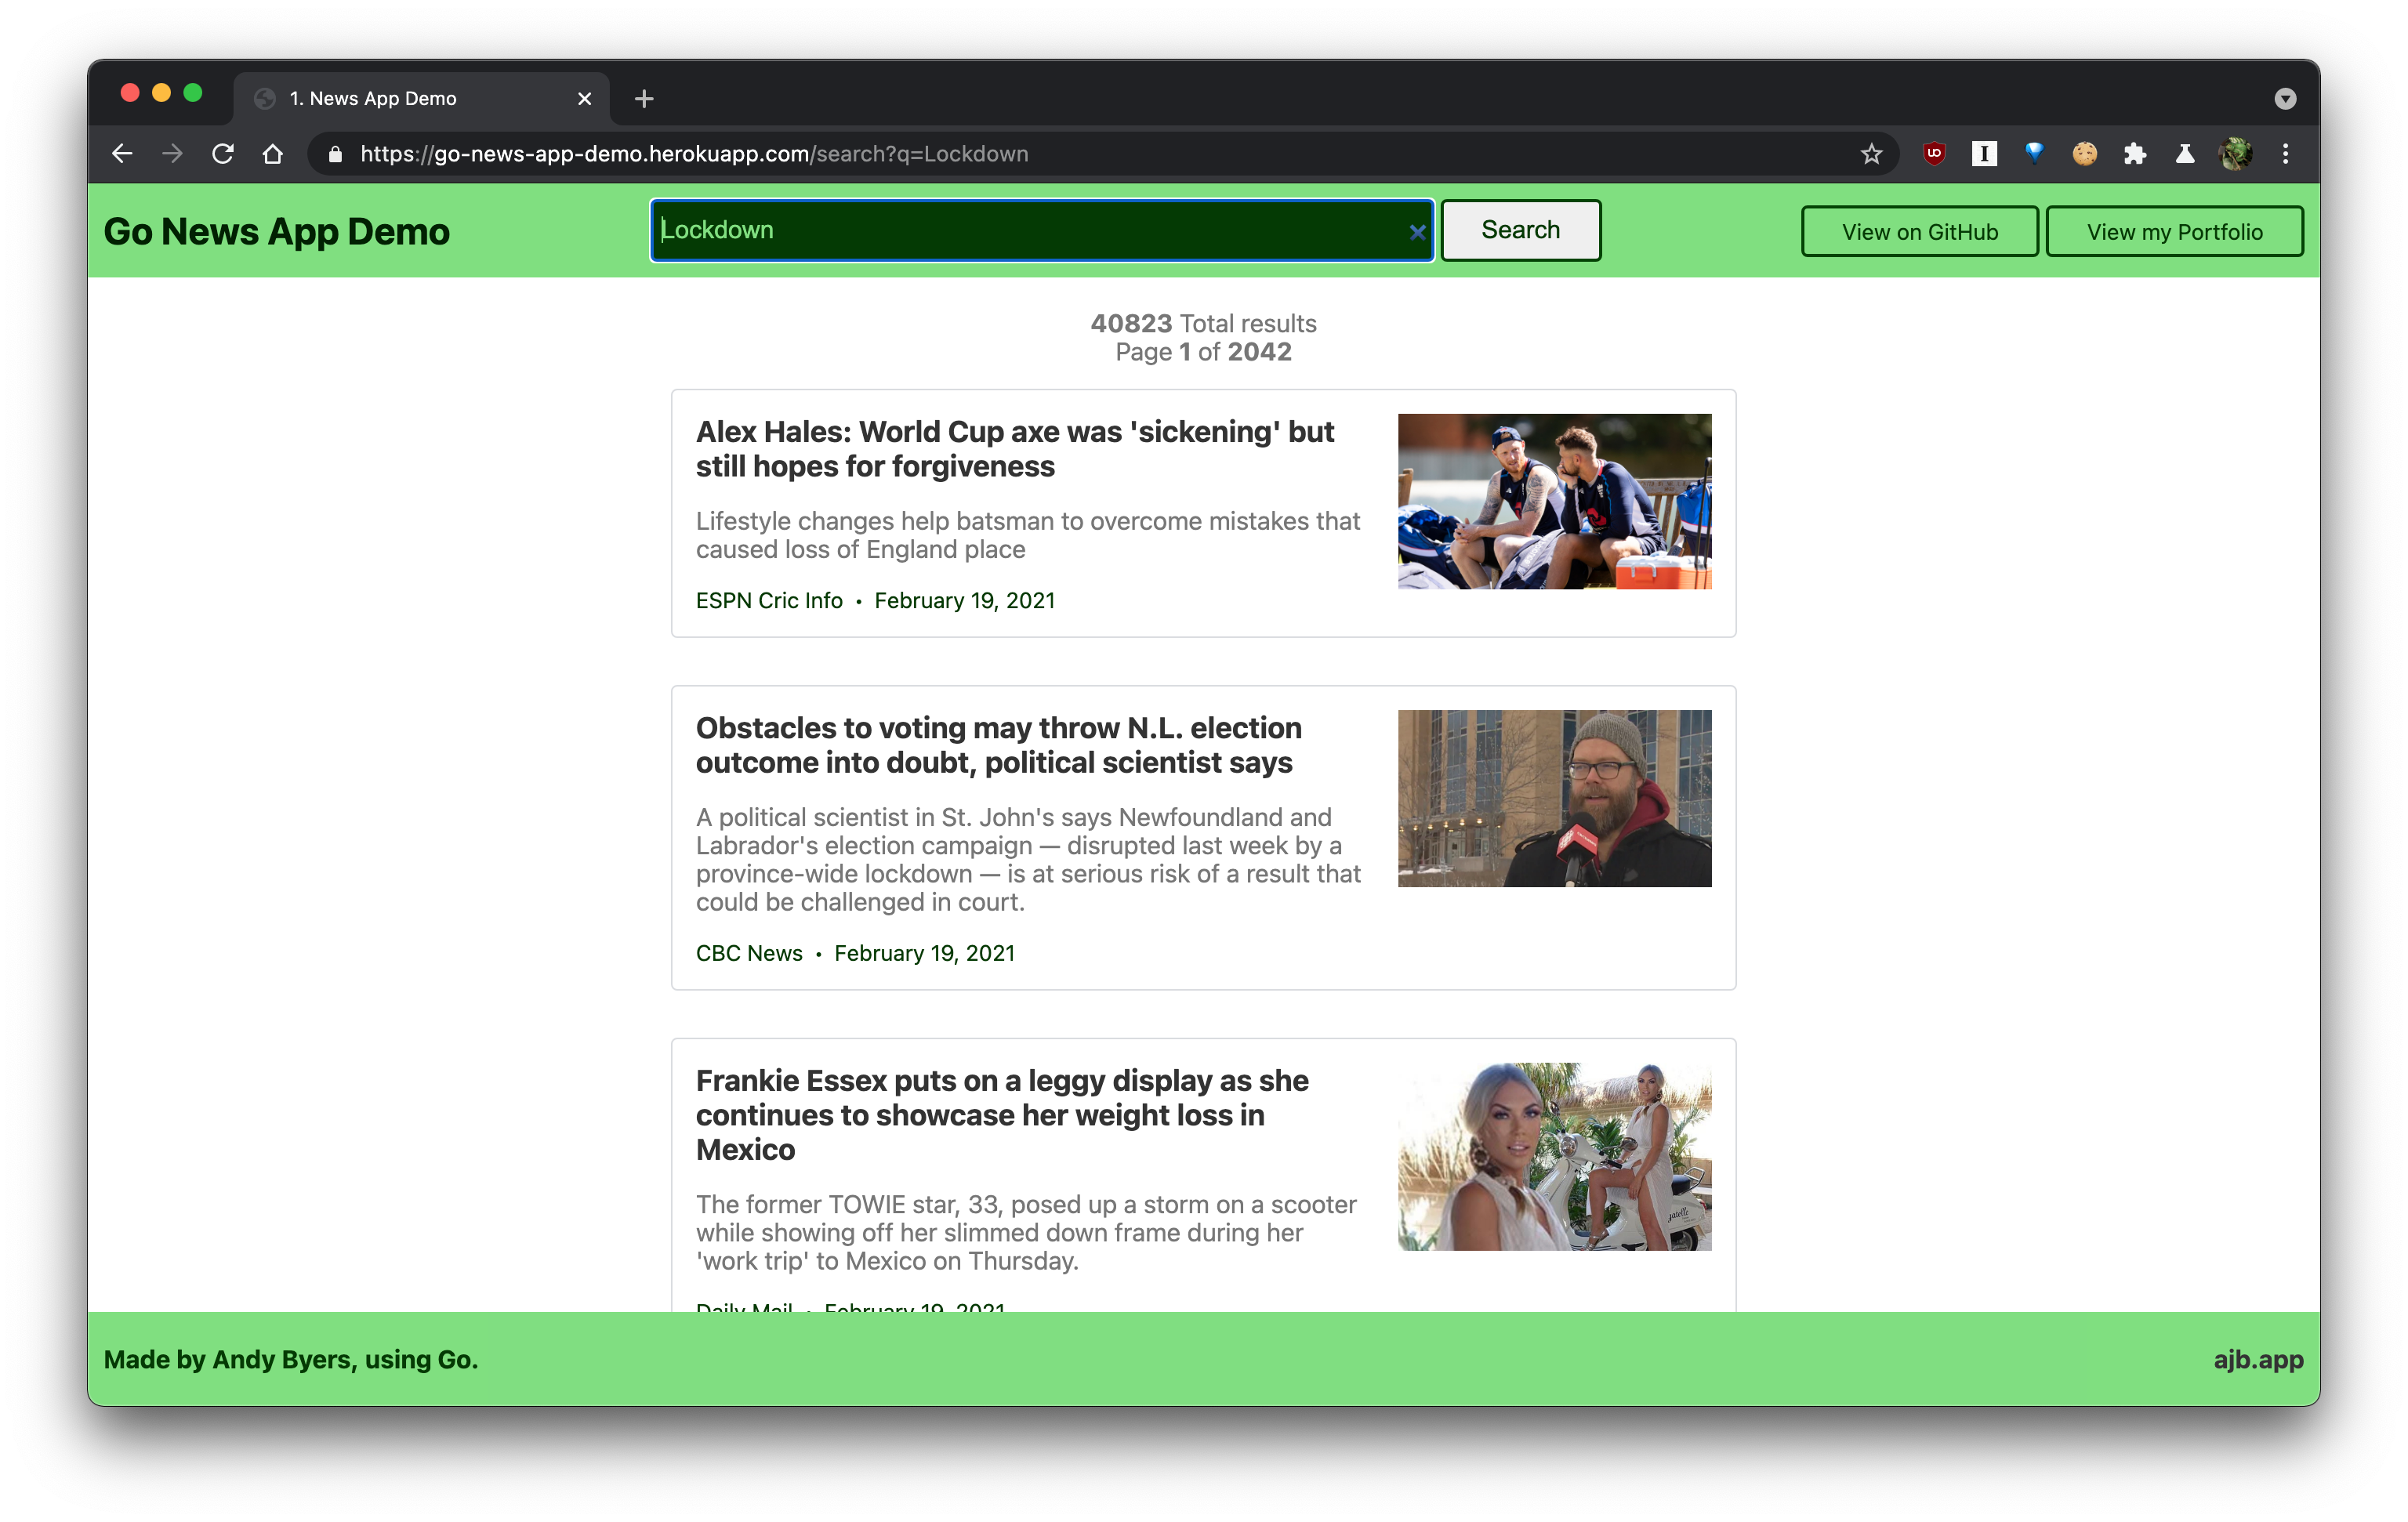 1. News App Demo
https://go-news-app-demo.herokuapp.com/search?q=Lockdown
Go News App Demo
Lockdown
Search
View on GitHub
View my Portfolio
40823 Total results
Page 1 of 2042
Alex Hales: World Cup axe was 'sickening' but
still hopes for forgiveness
Lifestyle changes help batsman to overcome mistakes that
caused loss of England place
ESPN Cric Info • February 19, 2021
Obstacles to voting may throw N.L. election
outcome into doubt, political scientist says
A political scientist in St. John's says Newfoundland and
Labrador's election campaign — disrupted last week by a
province-wide lockdown — is at serious risk of a result that
could be challenged in court.
CBC News • February 19, 2021
Frankie Essex puts on a leggy display as she
continues to showcase her weight loss in
Mexico
The former TOWIE star, 33, posed up a storm on a scooter
while showing off her slimmed down frame during her
'work trip' to Mexico on Thursday.
Daily Mail • February 19, 2021
Made by Andy Byers, using Go.
ajb.app